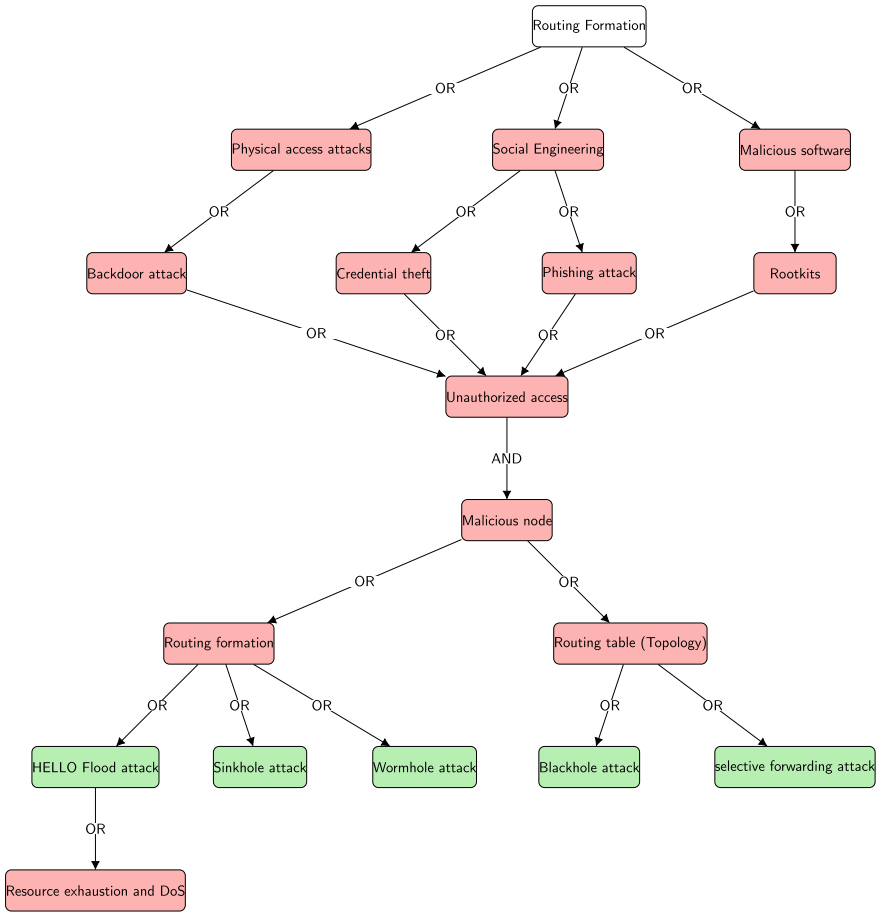 Routing Formation
OR OR OR
Physical access attacks Social Engineering Malicious software
OR OR OR OR
Backdoor attack Credential theft Phishing attack Rootkits
OR OR OR OR
Unauthorized access
AND
Malicious node
OR OR
Routing formation Routing table (Topology)
OR OR OR OR OR
HELLO Flood attack Sinkhole attack Wormhole attack Blackhole attack selective forwarding attack
OR
Resource exhaustion and DoS